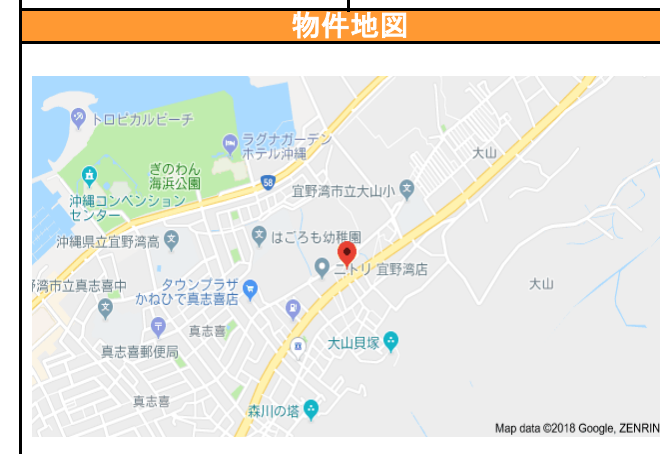 物件地図
トロピカルビーチ
ラグナガーデン
ホテル沖縄
大山
ぎのわん
海浜公園
58
宜野湾市立大山小
沖縄コンベンション
センター
沖縄県立宜野湾高
はごろも幼稚園
ニトリ 宜野湾店
湾市立真志喜中
タウンプラザ
かねひで真志喜店
大山
真志喜
大山貝塚
真志喜郵便局
真志喜
森川の塔
Map data ©2018 Google, ZENRIN